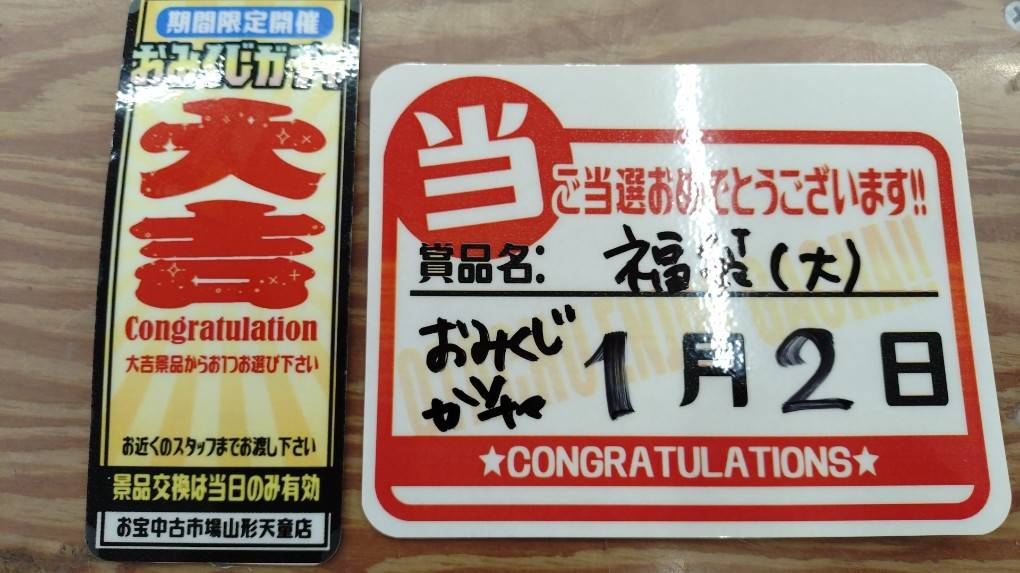 期間限定開催
おみくじガチャ
大吉
Congratulation
大吉景品からお1つお選び下さい
お近くのスタッフまでお渡し下さい
景品交換は当日のみ有効
お宝中古市場山形天童店
当
ご当選おめでとうございます!!
賞品名: 福袋(大)
おみくじ
ガチャ
1月2日
★CONGRATULATIONS★